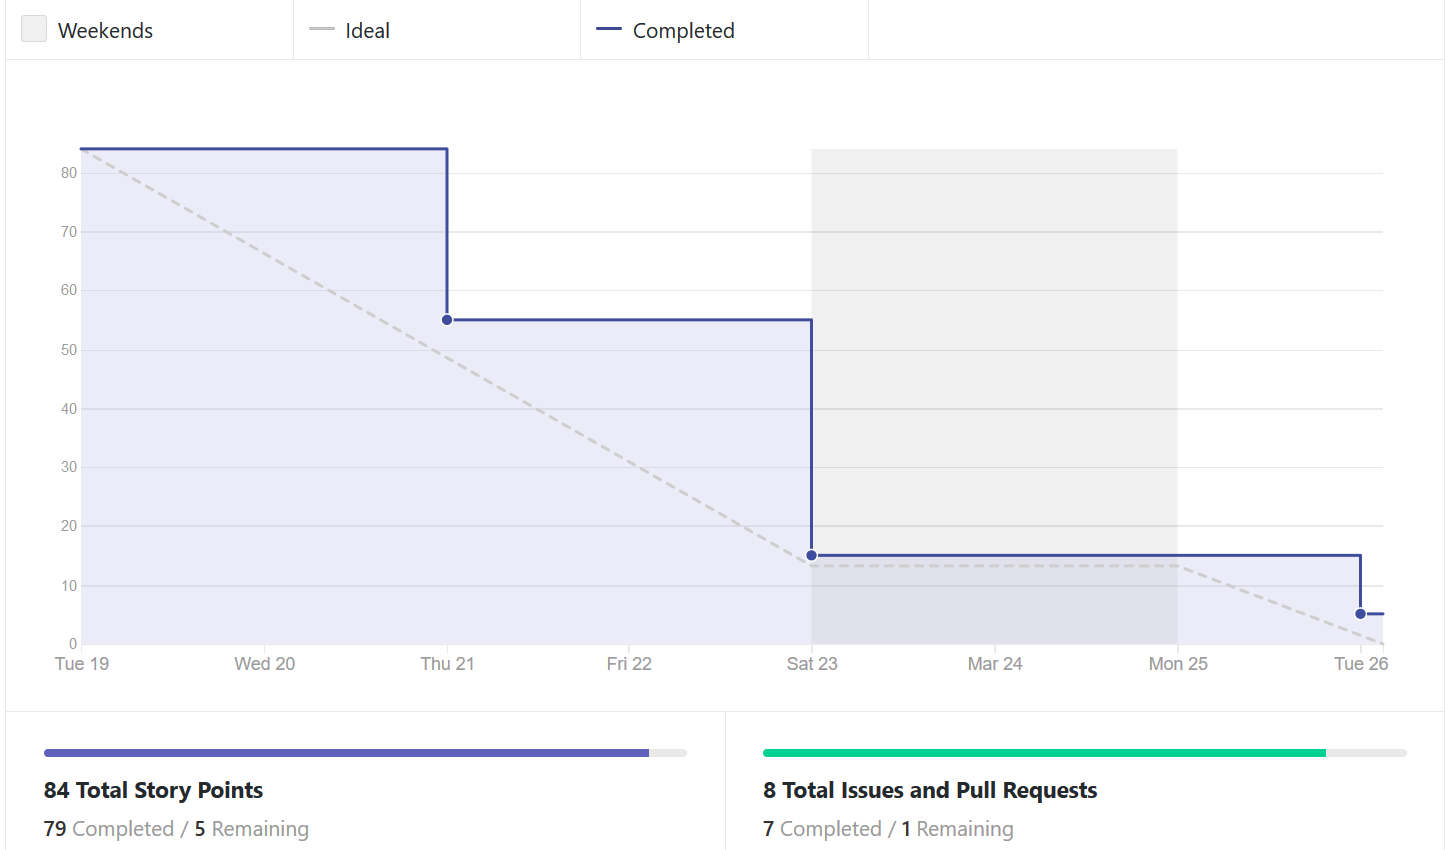 Weekends Ideal Completed
80
70
60
50
40
30
20
10
0
Tue 19 Wed 20 Thu 21 Fri 22 Sat 23 Mar 24 Mon 25 Tue 26
84 Total Story Points
79 Completed / 5 Remaining
8 Total Issues and Pull Requests
7 Completed / 1 Remaining